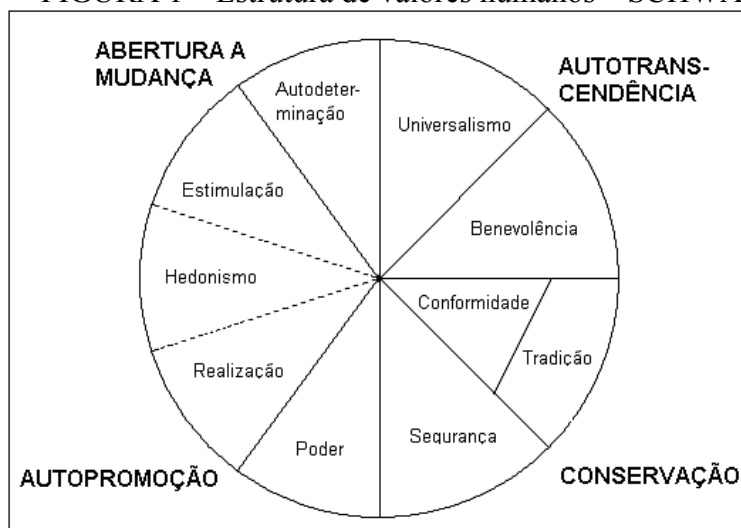 FIGURA 1 – Estrutura de valores humanos – SCHWA
ABERTURA A
MUDANÇA
AUTOTRANS-
CENDÊNCIA
Autodeter-
minação
Universalismo
Estimulação
Benevolência
Hedonismo
Conformidade
Tradição
Realização
Poder
Segurança
AUTOPROMOÇÃO
CONSERVAÇÃO